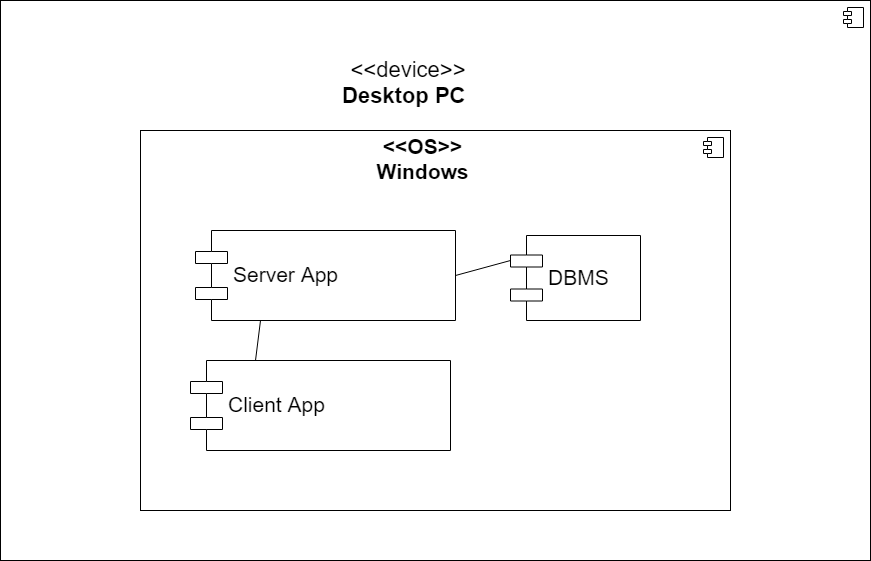 <<device>>
Desktop PC
<<OS>>
Windows
Server App
DBMS
Client App